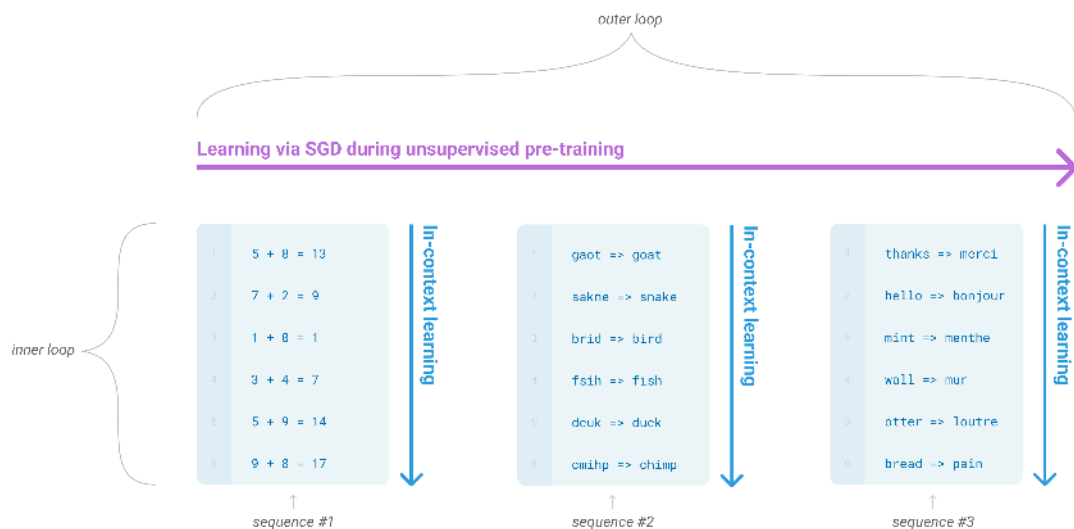 outer loop
Learning via SGD during unsupervised pre-training
inner loop
1 5 + 8 = 13
2 7 + 2 = 9
3 1 + 0 = 1
4 3 + 4 = 7
5 5 + 9 = 14
6 9 + 8 = 17
In-context learning
sequence #1
1 gaot => goat
2 sakne => snake
3 brid => bird
4 fsih => fish
5 dcuk => duck
6 cmihp => chimp
In-context learning
sequence #2
1 thanks => merci
2 hello => bonjour
3 mint => menthe
4 wall => mur
5 otter => loutre
6 bread => pain
In-context learning
sequence #3